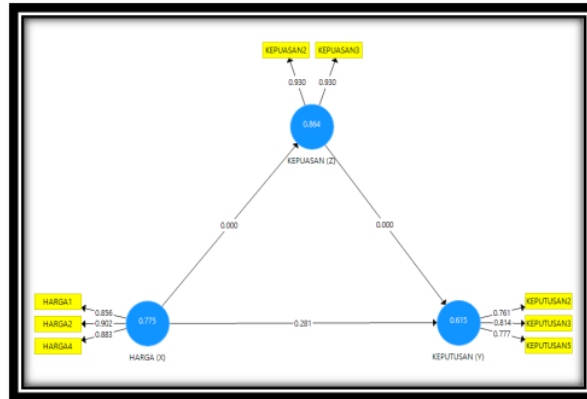 KEPUASAN2 KEPUASAN3
0.930 0.930
0.864
KEPUASAN (Z)
0.000 0.000
HARGA1
HARGA2
HARGA4
0.856
0.902
0.883
0.775
HARGA (X)
0.281
0.615
KEPUTUSAN (Y)
0.761
0.814
0.777
KEPUTUSAN2
KEPUTUSAN3
KEPUTUSAN5